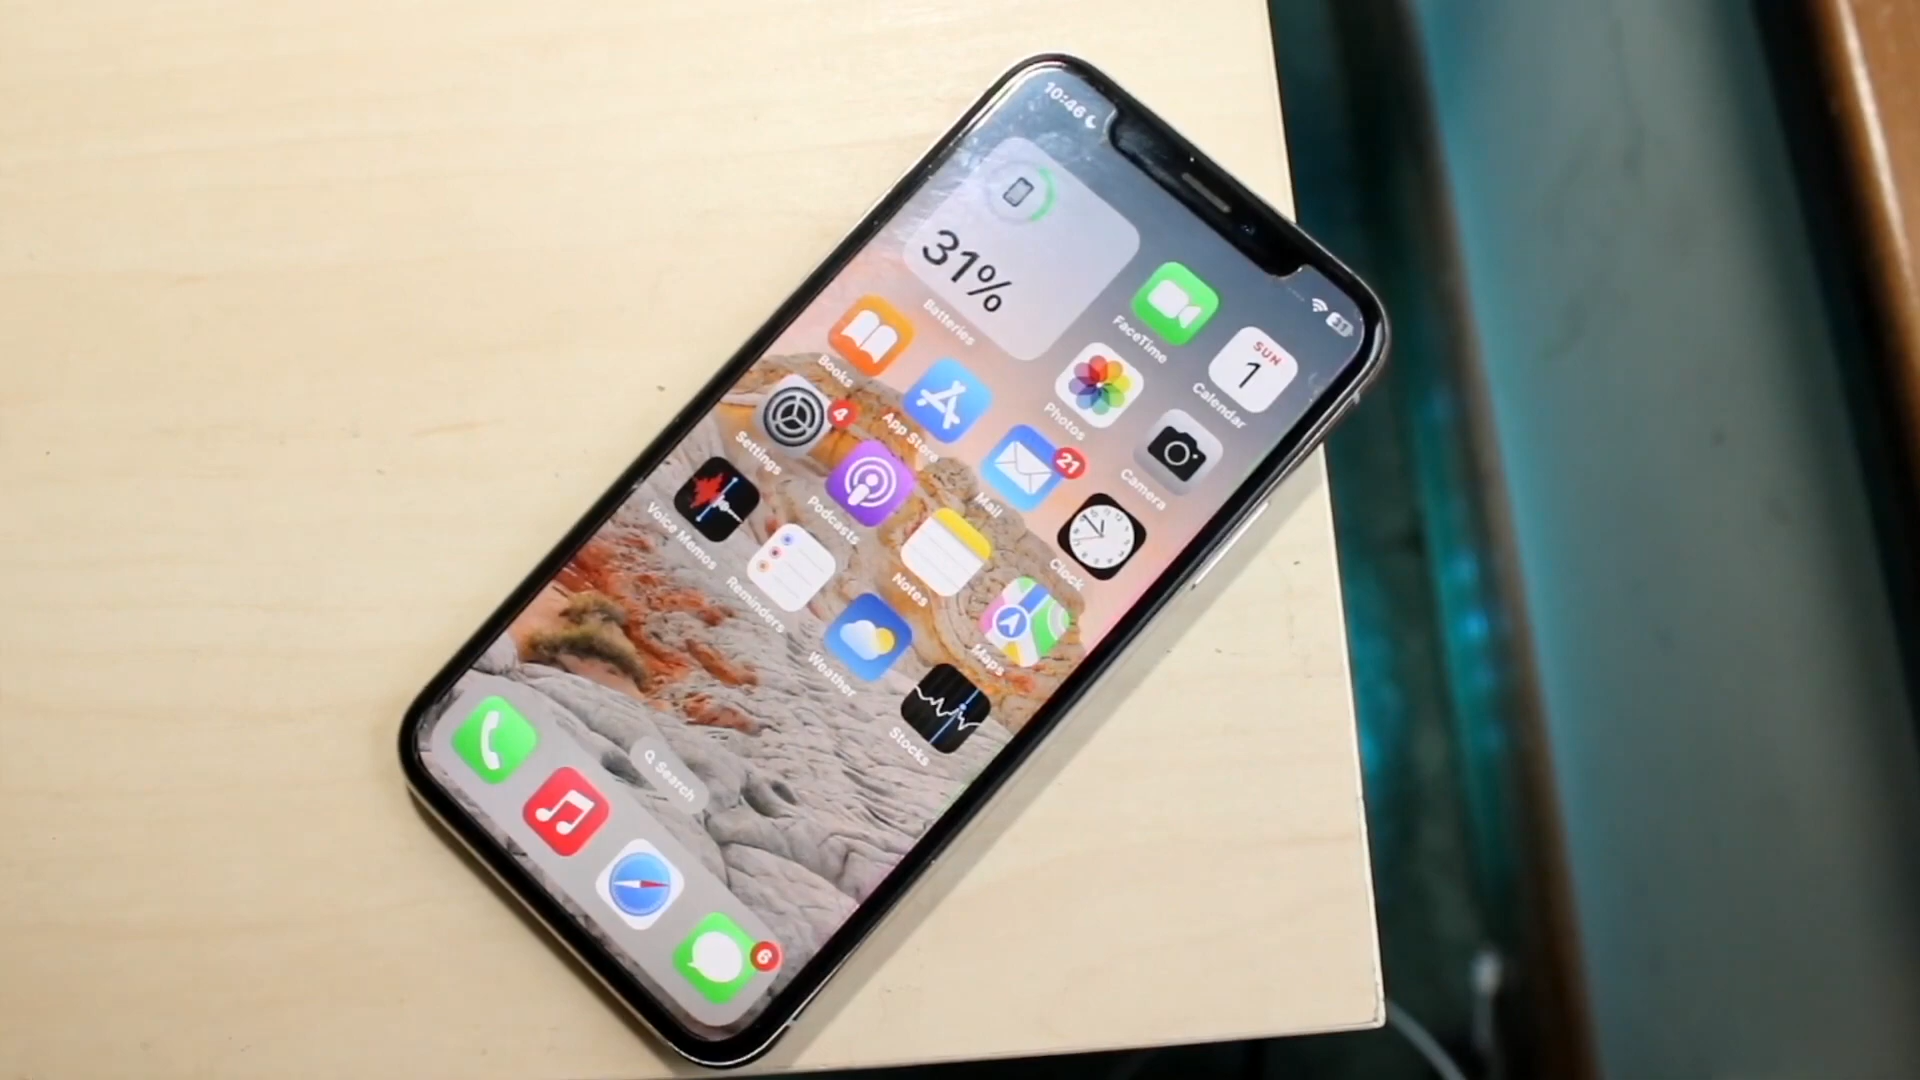 10:46
31
31%
Batteries
FaceTime
SUN
1
Calendar
Books
App Store
Photos
Camera
4
Settings
Podcasts
21
Mail
Clock
Voice Memos
Reminders
Notes
Maps
Weather
Stocks
Search
6